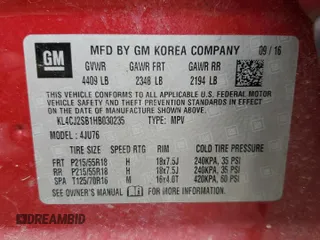 GM
MFD BY GM KOREA COMPANY 09/16
GVWR GAWR FRT GAWR RR
4409 LB 2348 LB 2194 LB
THIS VEHICLE CONFORMS TO ALL APPLICABLE U.S. FEDERAL MOTOR
VEHICLE SAFETY, BUMPER, AND THEFT PREVENTION STANDARDS
IN EFFECT ON THE DATE OF MANUFACTURE SHOWN ABOVE.
KL4CJ2SB1HB030235 TYPE: MPV
MODEL: 4JU76
TIRE SIZE SPEED RTG RIM COLD TIRE PRESSURE
FRT P215/55R18 H 18x7.5J 240KPA, 35 PSI
RR P215/55R18 H 18x7.5J 240KPA, 35 PSI
SPA T125/70R16 M 16x4.0T 420KPA, 60 PSI
SEE OWNER'S MANUAL FOR MORE INFORMATION
DREAMBID